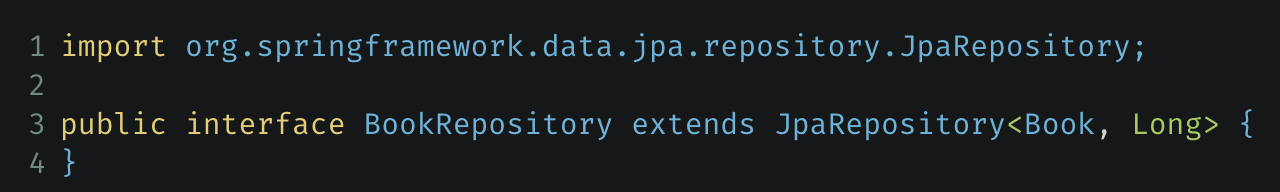 1 import org.springframework.data.jpa.repository.JpaRepository;
2
3 public interface BookRepository extends JpaRepository<Book, Long> {
4 }